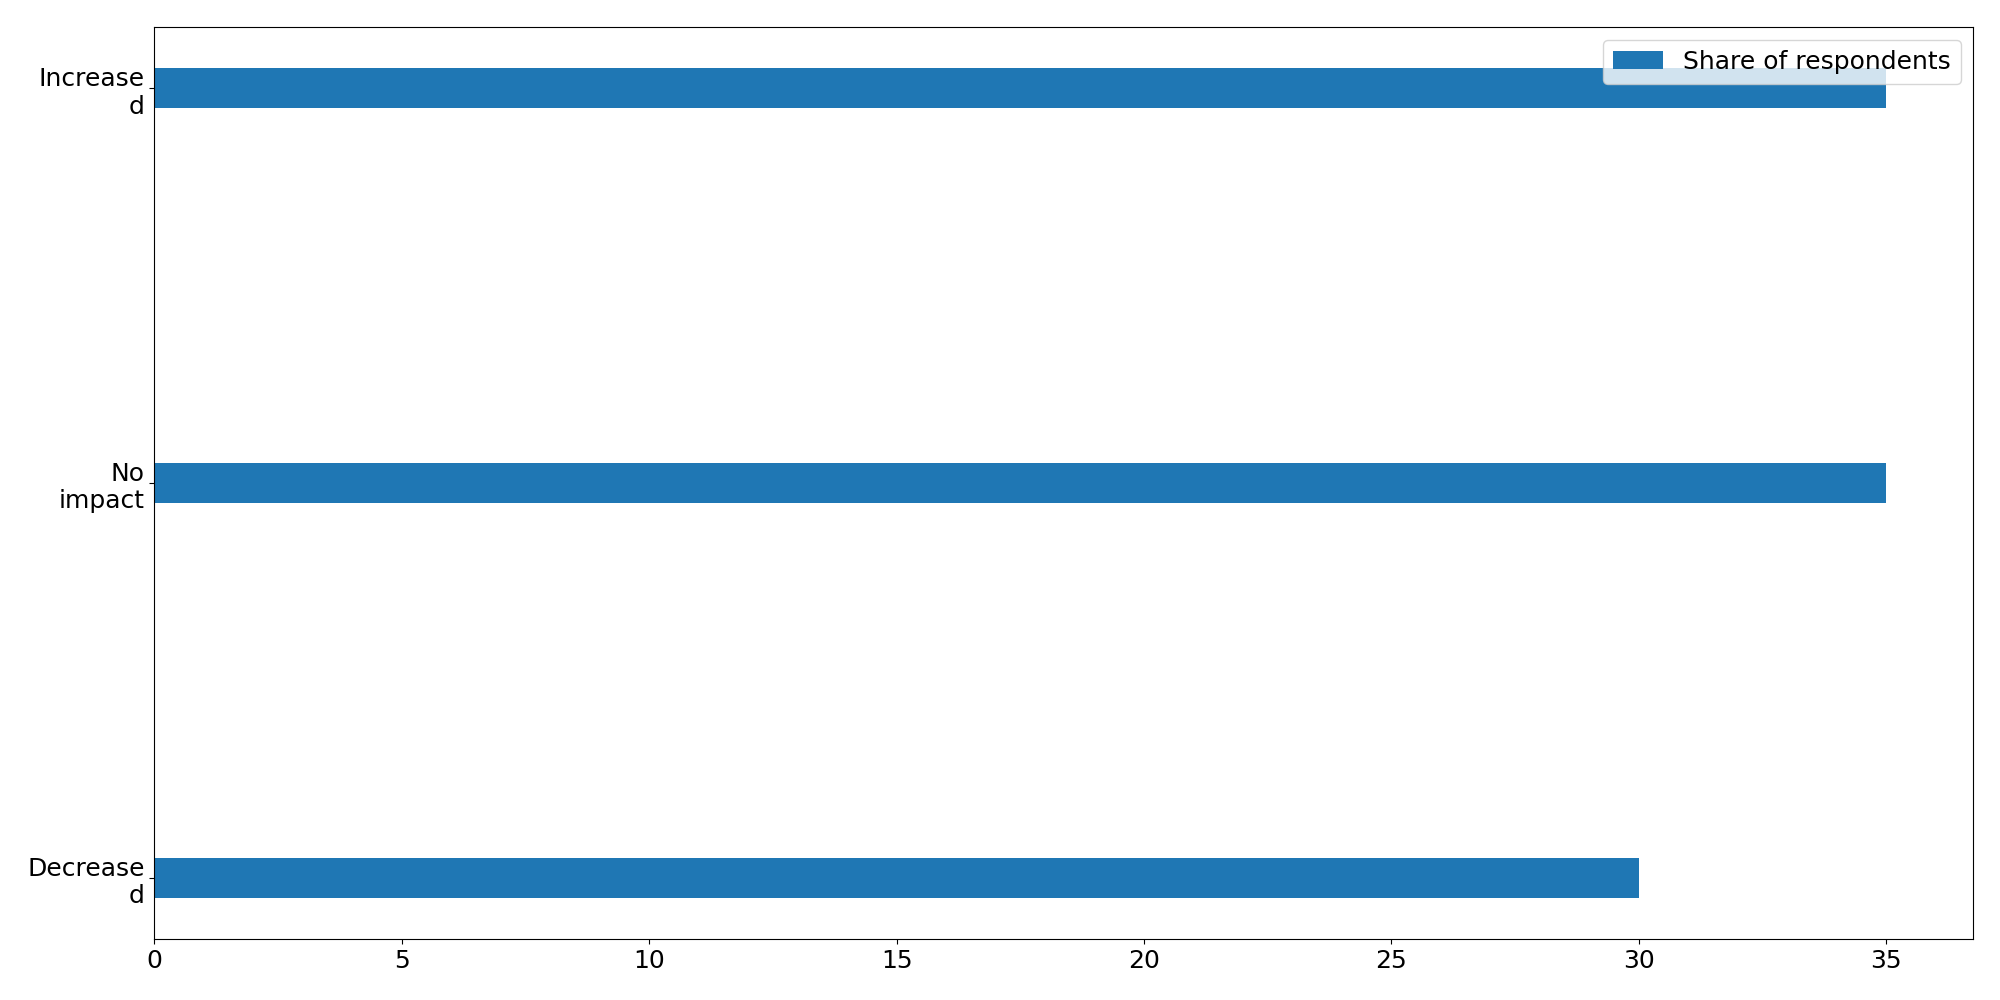 Share of respondents
Increase
d
No
impact
Decrease
d
0 5 10 15 20 25 30 35